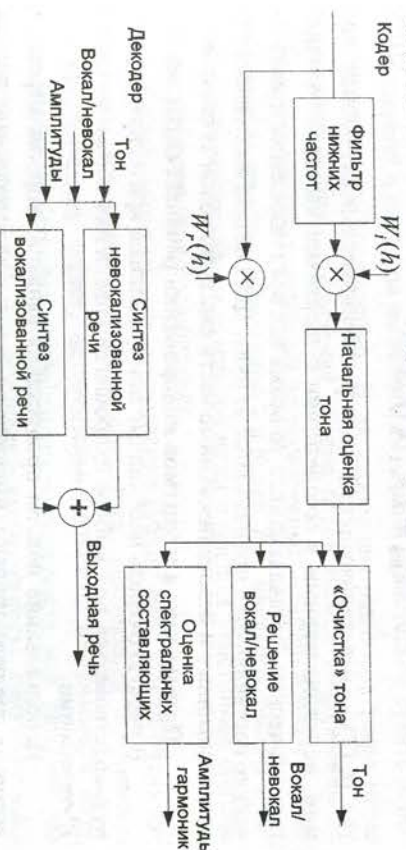 Кодер
Фильтр
нижних
частот
W_i(h)
×
Начальная оценка
тона
«Очистка» тона
Тон
W_r(h)
×
Решение
вокал/невокал
Вокал/
невокал
Оценка
спектральных
составляющих
Амплитуды
гармоник
Декодер
Тон
Вокал/невокал
Амплитуды
Синтез
невокализованной
речи
Синтез
вокализованной речи
+
Выходная речь